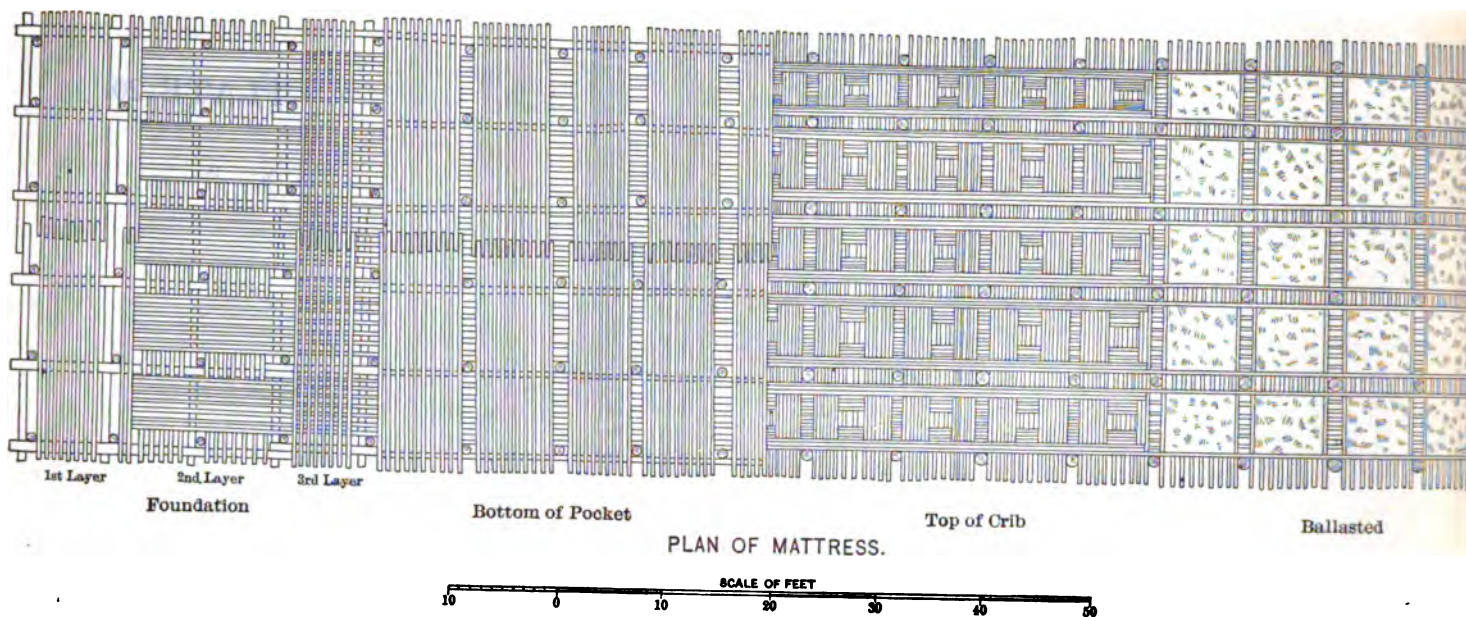 1st Layer 2nd Layer 3rd Layer
Foundation Bottom of Pocket Top of Crib Ballasted
PLAN OF MATTRESS.
SCALE OF FEET
10 0 10 20 30 40 50